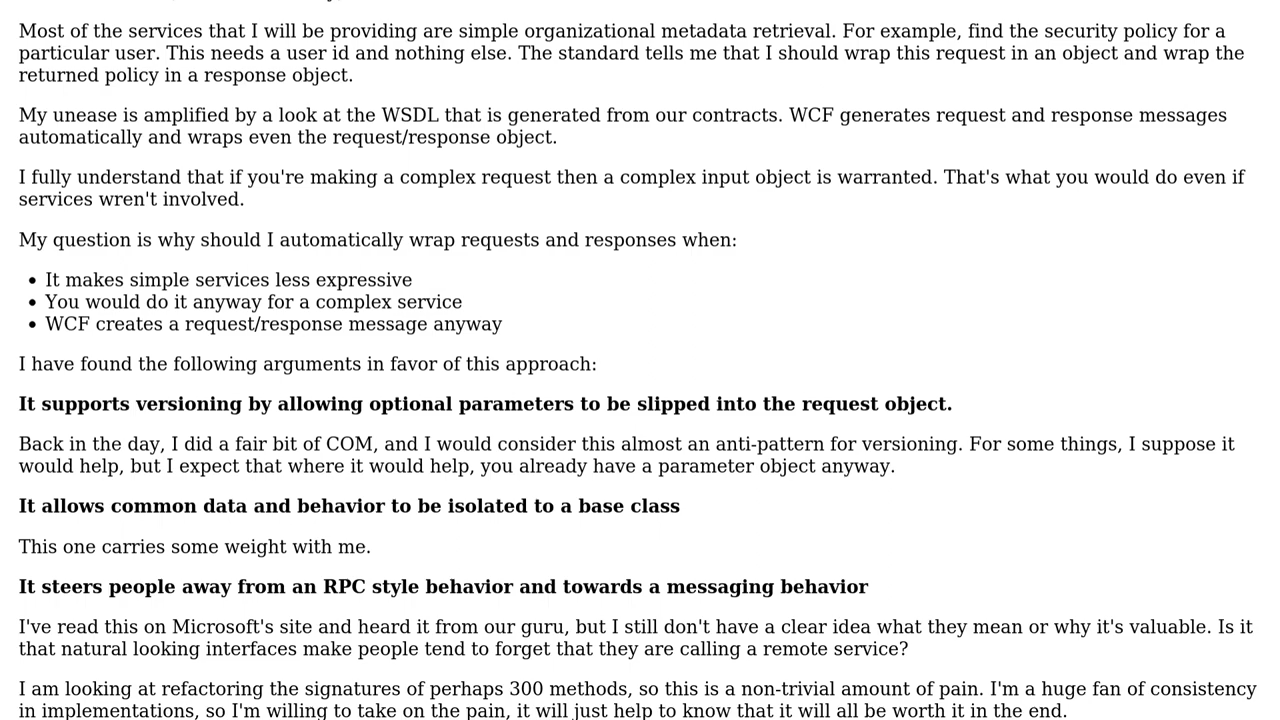 Most of the services that I will be providing are simple organizational metadata retrieval. For example, find the security policy for a
particular user. This needs a user id and nothing else. The standard tells me that I should wrap this request in an object and wrap the
returned policy in a response object.
My unease is amplified by a look at the WSDL that is generated from our contracts. WCF generates request and response messages
automatically and wraps even the request/response object.
I fully understand that if you're making a complex request then a complex input object is warranted. That's what you would do even if
services wren't involved.
My question is why should I automatically wrap requests and responses when:
• It makes simple services less expressive
• You would do it anyway for a complex service
• WCF creates a request/response message anyway
I have found the following arguments in favor of this approach:
It supports versioning by allowing optional parameters to be slipped into the request object.
Back in the day, I did a fair bit of COM, and I would consider this almost an anti-pattern for versioning. For some things, I suppose it
would help, but I expect that where it would help, you already have a parameter object anyway.
It allows common data and behavior to be isolated to a base class
This one carries some weight with me.
It steers people away from an RPC style behavior and towards a messaging behavior
I've read this on Microsoft's site and heard it from our guru, but I still don't have a clear idea what they mean or why it's valuable. Is it
that natural looking interfaces make people tend to forget that they are calling a remote service?
I am looking at refactoring the signatures of perhaps 300 methods, so this is a non-trivial amount of pain. I'm a huge fan of consistency
in implementations, so I'm willing to take on the pain, it will just help to know that it will all be worth it in the end.